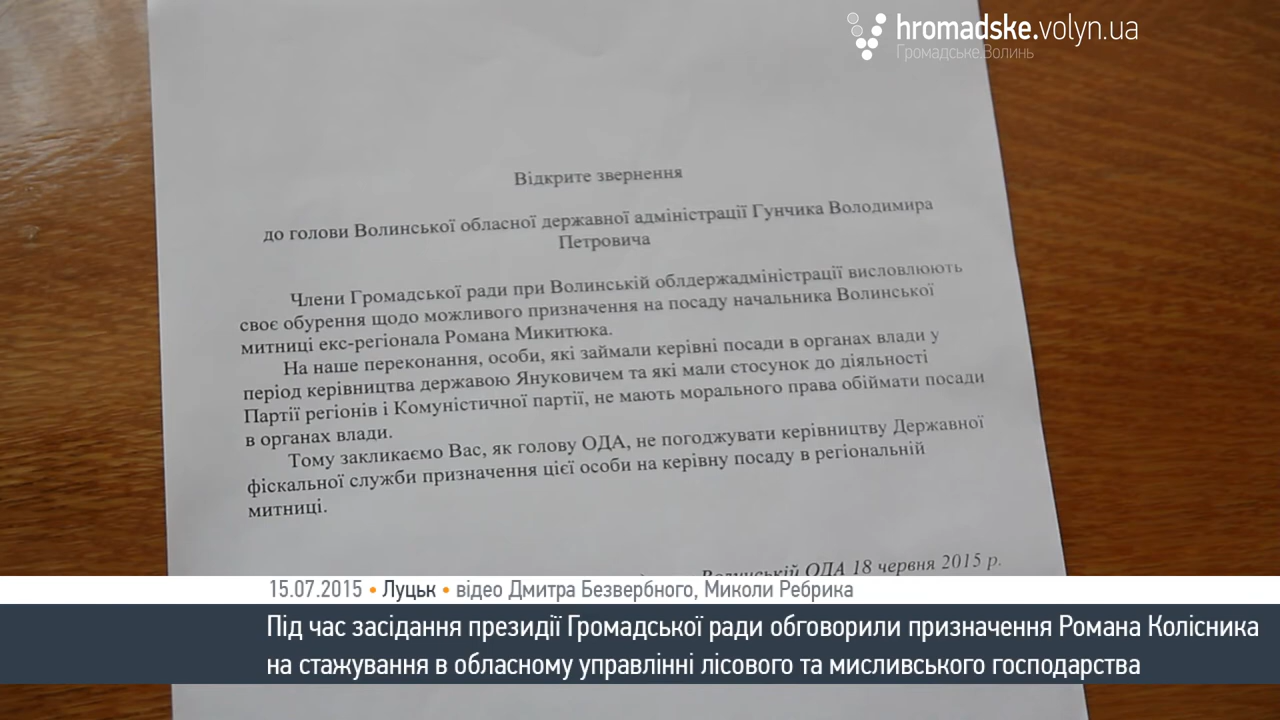 hromadske.volyn.ua
Громадське.Волинь
Відкрите звернення
до голови Волинської обласної державної адміністрації Гунчика Володимира
Петровича
Члени Громадської ради при Волинській облдержадміністрації висловлюють
своє обурення щодо можливого призначення на посаду начальника Волинської
митниці екс-регіонала Романа Микитюка.
На наше переконання, особи, які займали керівні посади в органах влади у
період керівництва державою Януковичем та які мали стосунок до діяльності
Партії регіонів і Комуністичної партії, не мають морального права обіймати посади
в органах влади.
Тому закликаємо Вас, як голову ОДА, не погоджувати керівництву Державної
фіскальної служби призначення цієї особи на керівну посаду в регіональній
митниці.
Волинській ОДА 18 червня 2015 р.
15.07.2015 • Луцьк • відео Дмитра Безвербного, Миколи Ребрика
Під час засідання президії Громадської ради обговорили призначення Романа Колісника
на стажування в обласному управлінні лісового та мисливського господарства